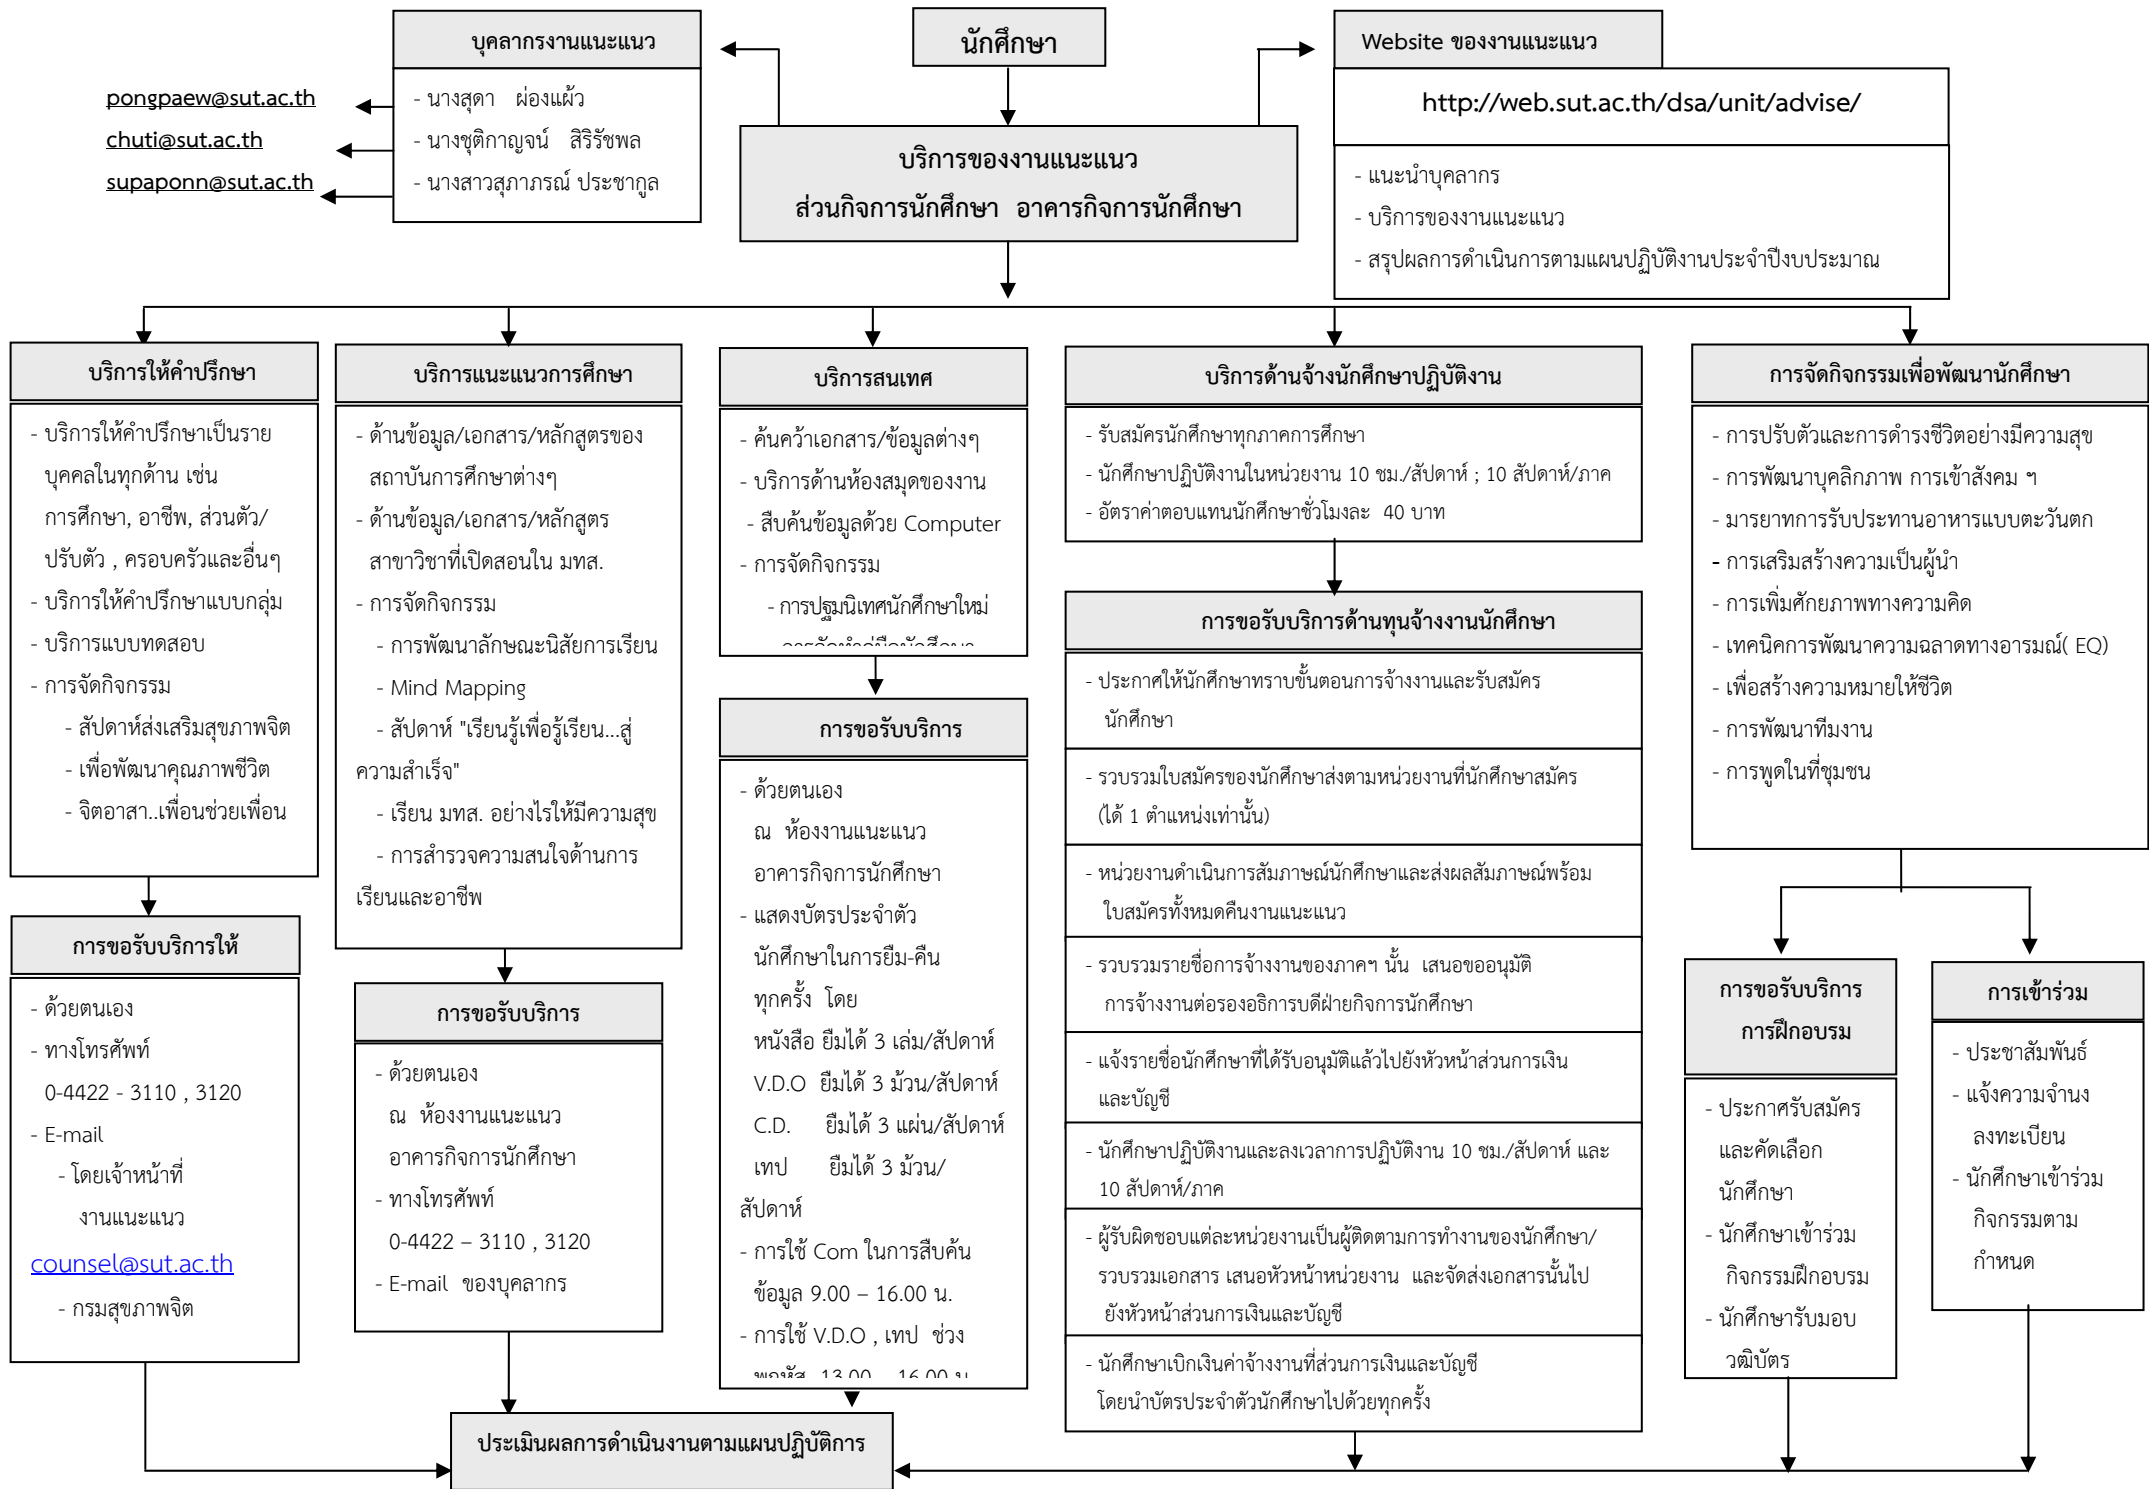 นักศึกษา
บุคลากรงานแนะแนว
- นางสุดา ผ่องแผ้ว
- นางชุติกาญจน์ สิริรัชพล
- นางสาวสุภาภรณ์ ประชากูล
pongpaew@sut.ac.th
chuti@sut.ac.th
supaponn@sut.ac.th
บริการของงานแนะแนว
ส่วนกิจการนักศึกษา อาคารกิจการนักศึกษา
Website ของงานแนะแนว
http://web.sut.ac.th/dsa/unit/advise/
- แนะนำบุคลากร
- บริการของงานแนะแนว
- สรุปผลการดำเนินการตามแผนปฏิบัติงานประจำปีงบประมาณ
บริการให้คำปรึกษา
- บริการให้คำปรึกษาเป็นราย
บุคคลในทุกด้าน เช่น
การศึกษา, อาชีพ, ส่วนตัว/
ปรับตัว , ครอบครัวและอื่นๆ
- บริการให้คำปรึกษาแบบกลุ่ม
- บริการแบบทดสอบ
- การจัดกิจกรรม
- สัปดาห์ส่งเสริมสุขภาพจิต
- เพื่อพัฒนาคุณภาพชีวิต
- จิตอาสา..เพื่อนช่วยเพื่อน
การขอรับบริการให้
- ด้วยตนเอง
- ทางโทรศัพท์
0-4422 - 3110 , 3120
- E-mail
- โดยเจ้าหน้าที่
งานแนะแนว
counsel@sut.ac.th
- กรมสุขภาพจิต
บริการแนะแนวการศึกษา
- ด้านข้อมูล/เอกสาร/หลักสูตรของ
สถาบันการศึกษาต่างๆ
- ด้านข้อมูล/เอกสาร/หลักสูตร
สาขาวิชาที่เปิดสอนใน มทส.
- การจัดกิจกรรม
- การพัฒนาลักษณะนิสัยการเรียน
- Mind Mapping
- สัปดาห์ "เรียนรู้เพื่อรู้เรียน...สู่
ความสำเร็จ"
- เรียน มทส. อย่างไรให้มีความสุข
- การสำรวจความสนใจด้านการ
เรียนและอาชีพ
การขอรับบริการ
- ด้วยตนเอง
ณ ห้องงานแนะแนว
อาคารกิจการนักศึกษา
- ทางโทรศัพท์
0-4422 – 3110 , 3120
- E-mail ของบุคลากร
บริการสนเทศ
- ค้นคว้าเอกสาร/ข้อมูลต่างๆ
- บริการด้านห้องสมุดของงาน
- สืบค้นข้อมูลด้วย Computer
- การจัดกิจกรรม
- การปฐมนิเทศนักศึกษาใหม่
การขอรับบริการ
- ด้วยตนเอง
ณ ห้องงานแนะแนว
อาคารกิจการนักศึกษา
- แสดงบัตรประจำตัว
นักศึกษาในการยืม-คืน
ทุกครั้ง โดย
หนังสือ ยืมได้ 3 เล่ม/สัปดาห์
V.D.O ยืมได้ 3 ม้วน/สัปดาห์
C.D. ยืมได้ 3 แผ่น/สัปดาห์
เทป ยืมได้ 3 ม้วน/
สัปดาห์
- การใช้ Com ในการสืบค้น
ข้อมูล 9.00 – 16.00 น.
- การใช้ V.D.O , เทป ช่วง
บริการด้านจ้างนักศึกษาปฏิบัติงาน
- รับสมัครนักศึกษาทุกภาคการศึกษา
- นักศึกษาปฏิบัติงานในหน่วยงาน 10 ชม./สัปดาห์ ; 10 สัปดาห์/ภาค
- อัตราค่าตอบแทนนักศึกษาชั่วโมงละ 40 บาท
การขอรับบริการด้านทุนจ้างงานนักศึกษา
- ประกาศให้นักศึกษาทราบขั้นตอนการจ้างงานและรับสมัคร
นักศึกษา
- รวบรวมใบสมัครของนักศึกษาส่งตามหน่วยงานที่นักศึกษาสมัคร
(ได้ 1 ตำแหน่งเท่านั้น)
- หน่วยงานดำเนินการสัมภาษณ์นักศึกษาและส่งผลสัมภาษณ์พร้อม
ใบสมัครทั้งหมดคืนงานแนะแนว
- รวบรวมรายชื่อการจ้างงานของภาคฯ นั้น เสนอขออนุมัติ
การจ้างงานต่อรองอธิการบดีฝ่ายกิจการนักศึกษา
- แจ้งรายชื่อนักศึกษาที่ได้รับอนุมัติแล้วไปยังหัวหน้าส่วนการเงิน
และบัญชี
- นักศึกษาปฏิบัติงานและลงเวลาการปฏิบัติงาน 10 ชม./สัปดาห์ และ
10 สัปดาห์/ภาค
- ผู้รับผิดชอบแต่ละหน่วยงานเป็นผู้ติดตามการทำงานของนักศึกษา/
รวบรวมเอกสาร เสนอหัวหน้าหน่วยงาน และจัดส่งเอกสารนั้นไป
ยังหัวหน้าส่วนการเงินและบัญชี
- นักศึกษาเบิกเงินค่าจ้างงานที่ส่วนการเงินและบัญชี
โดยนำบัตรประจำตัวนักศึกษาไปด้วยทุกครั้ง
การจัดกิจกรรมเพื่อพัฒนานักศึกษา
- การปรับตัวและการดำรงชีวิตอย่างมีความสุข
- การพัฒนาบุคลิกภาพ การเข้าสังคม ฯ
- มารยาทการรับประทานอาหารแบบตะวันตก
- การเสริมสร้างความเป็นผู้นำ
- การเพิ่มศักยภาพทางความคิด
- เทคนิคการพัฒนาความฉลาดทางอารมณ์( EQ)
- เพื่อสร้างความหมายให้ชีวิต
- การพัฒนาทีมงาน
- การพูดในที่ชุมชน
การขอรับบริการ
การฝึกอบรม
- ประกาศรับสมัคร
และคัดเลือก
นักศึกษา
- นักศึกษาเข้าร่วม
กิจกรรมฝึกอบรม
- นักศึกษารับมอบ
วุฒิบัตร
การเข้าร่วม
- ประชาสัมพันธ์
- แจ้งความจำนง
ลงทะเบียน
- นักศึกษาเข้าร่วม
กิจกรรมตาม
กำหนด
ประเมินผลการดำเนินงานตามแผนปฏิบัติการ